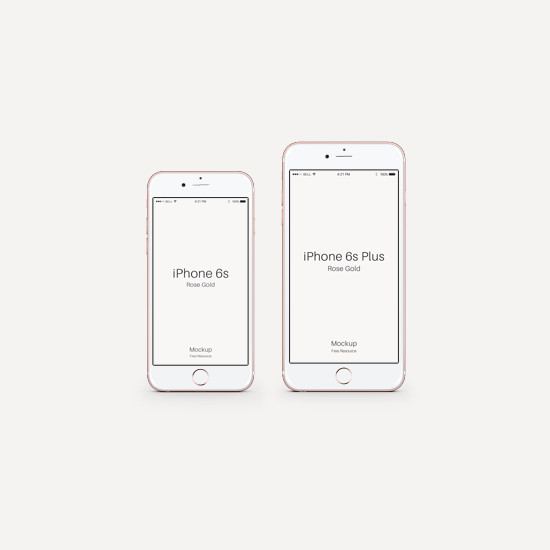 BELL 4:21 PM 100%
iPhone 6s
Rose Gold
Mockup
Free Resource
BELL 4:21 PM 100%
iPhone 6s Plus
Rose Gold
Mockup
Free Resource